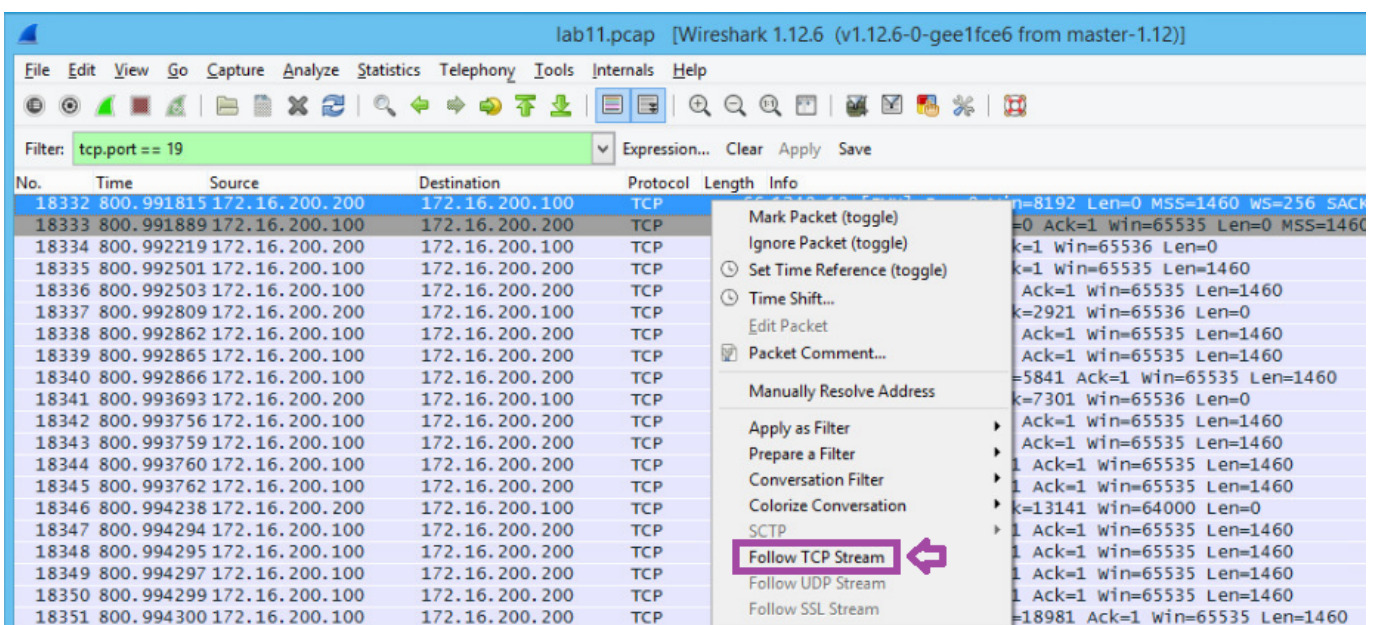 lab11.pcap [Wireshark 1.12.6 (v1.12.6-0-gee1fce6 from master-1.12)]
File Edit View Go Capture Analyze Statistics Telephony Tools Internals Help
Filter: tcp.port == 19 Expression... Clear Apply Save
No. Time Source Destination Protocol Length Info
18332 800.991815 172.16.200.200 172.16.200.100 TCP n=8192 Len=0 MSS=1460 WS=256 SACK
18333 800.991889 172.16.200.100 172.16.200.200 TCP =0 Ack=1 Win=65535 Len=0 MSS=1460
18334 800.992219 172.16.200.200 172.16.200.100 TCP k=1 Win=65536 Len=0
18335 800.992501 172.16.200.100 172.16.200.200 TCP k=1 Win=65535 Len=1460
18336 800.992503 172.16.200.100 172.16.200.200 TCP Ack=1 Win=65535 Len=1460
18337 800.992809 172.16.200.200 172.16.200.100 TCP k=2921 Win=65536 Len=0
18338 800.992862 172.16.200.100 172.16.200.200 TCP Ack=1 Win=65535 Len=1460
18339 800.992865 172.16.200.100 172.16.200.200 TCP Ack=1 Win=65535 Len=1460
18340 800.992866 172.16.200.100 172.16.200.200 TCP =5841 Ack=1 Win=65535 Len=1460
18341 800.993693 172.16.200.200 172.16.200.100 TCP k=7301 Win=65536 Len=0
18342 800.993756 172.16.200.100 172.16.200.200 TCP Ack=1 Win=65535 Len=1460
18343 800.993759 172.16.200.100 172.16.200.200 TCP Ack=1 Win=65535 Len=1460
18344 800.993760 172.16.200.100 172.16.200.200 TCP 1 Ack=1 Win=65535 Len=1460
18345 800.993762 172.16.200.100 172.16.200.200 TCP 1 Ack=1 Win=65535 Len=1460
18346 800.994238 172.16.200.200 172.16.200.100 TCP k=13141 Win=64000 Len=0
18347 800.994294 172.16.200.100 172.16.200.200 TCP 1 Ack=1 Win=65535 Len=1460
18348 800.994295 172.16.200.100 172.16.200.200 TCP 1 Ack=1 Win=65535 Len=1460
18349 800.994297 172.16.200.100 172.16.200.200 TCP 1 Ack=1 Win=65535 Len=1460
18350 800.994299 172.16.200.100 172.16.200.200 TCP 1 Ack=1 Win=65535 Len=1460
18351 800.994300 172.16.200.100 172.16.200.200 TCP =18981 Ack=1 Win=65535 Len=1460
Mark Packet (toggle)
Ignore Packet (toggle)
Set Time Reference (toggle)
Time Shift...
Edit Packet
Packet Comment...
Manually Resolve Address
Apply as Filter
Prepare a Filter
Conversation Filter
Colorize Conversation
SCTP
Follow TCP Stream
Follow UDP Stream
Follow SSL Stream